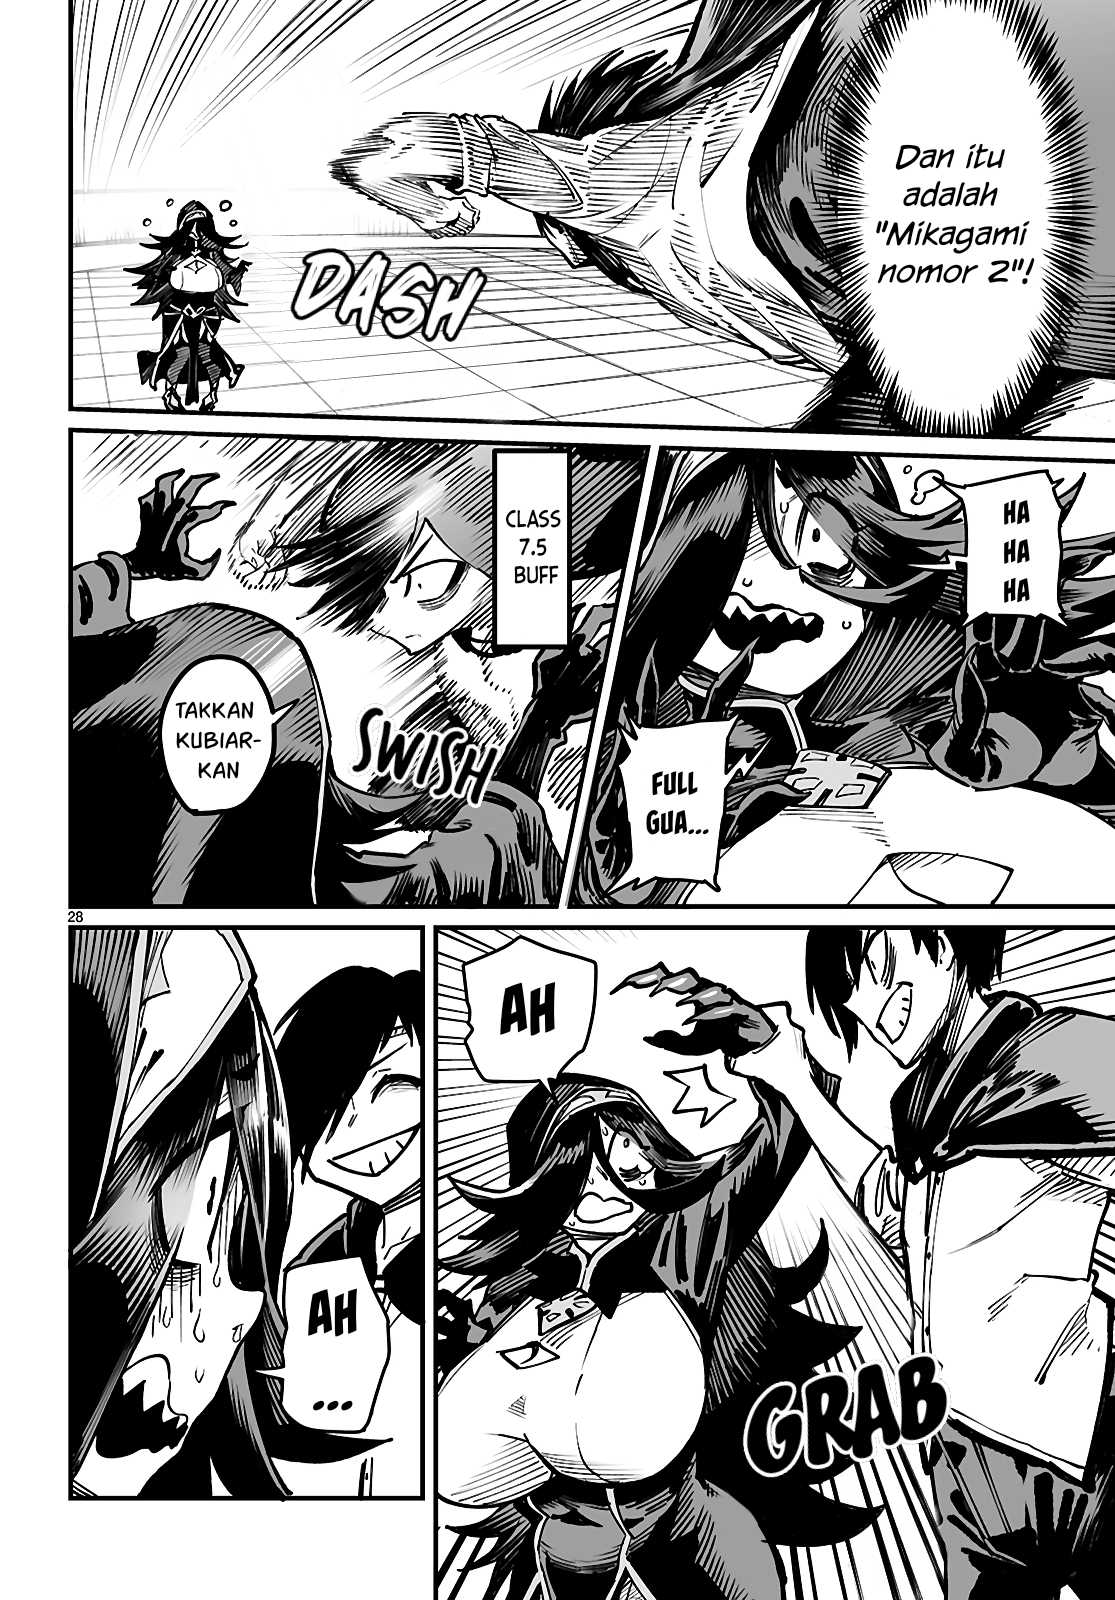 Dan itu
adalah
"Mikagami
nomor 2"!
DASH
HA
HA
HA
FULL
GUA...
CLASS
7.5
BUFF
TAKKAN
KUBIAR-
KAN
SWISH
28
AH
GRAB
AH
...